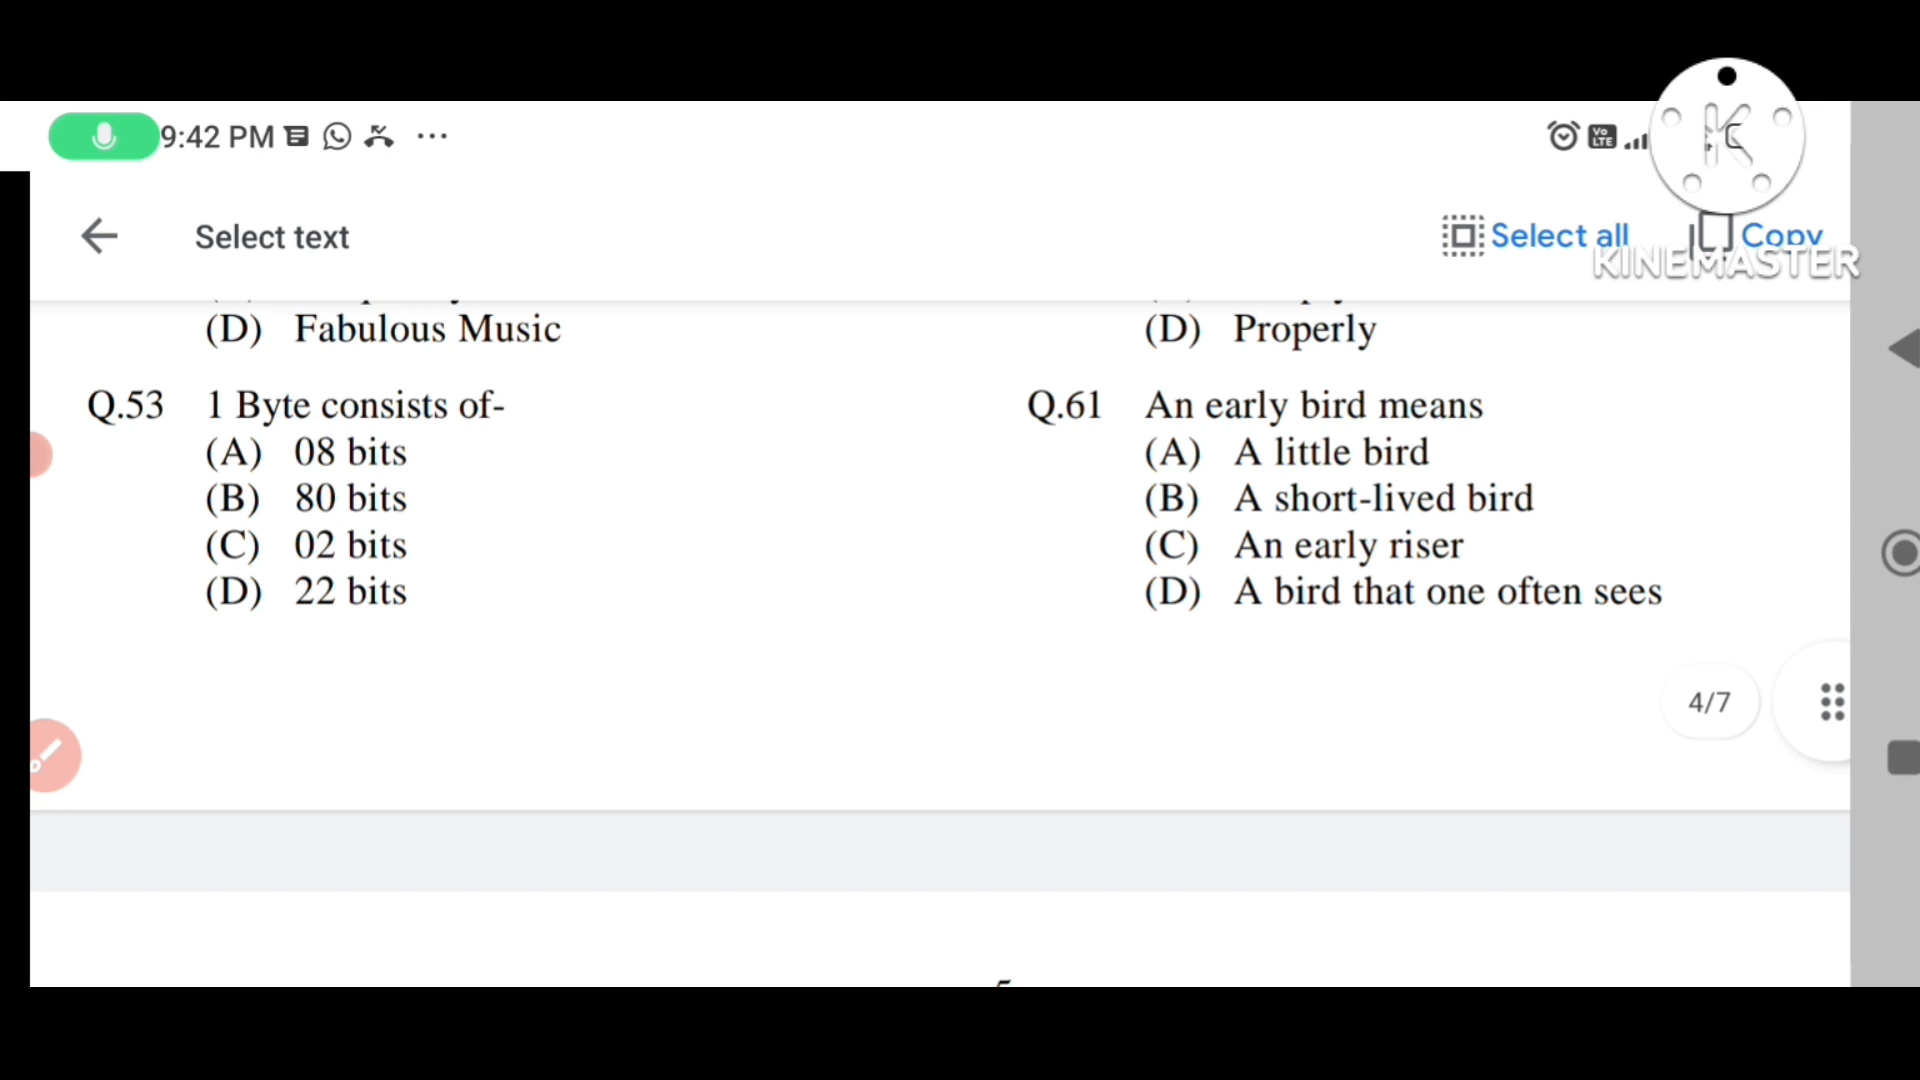 9:42 PM
Vo LTE
Select text
Select all
Copy
KINEMASTER
(D) Fabulous Music
Q.53 1 Byte consists of-
(A) 08 bits
(B) 80 bits
(C) 02 bits
(D) 22 bits
(D) Properly
Q.61 An early bird means
(A) A little bird
(B) A short-lived bird
(C) An early riser
(D) A bird that one often sees
4/7